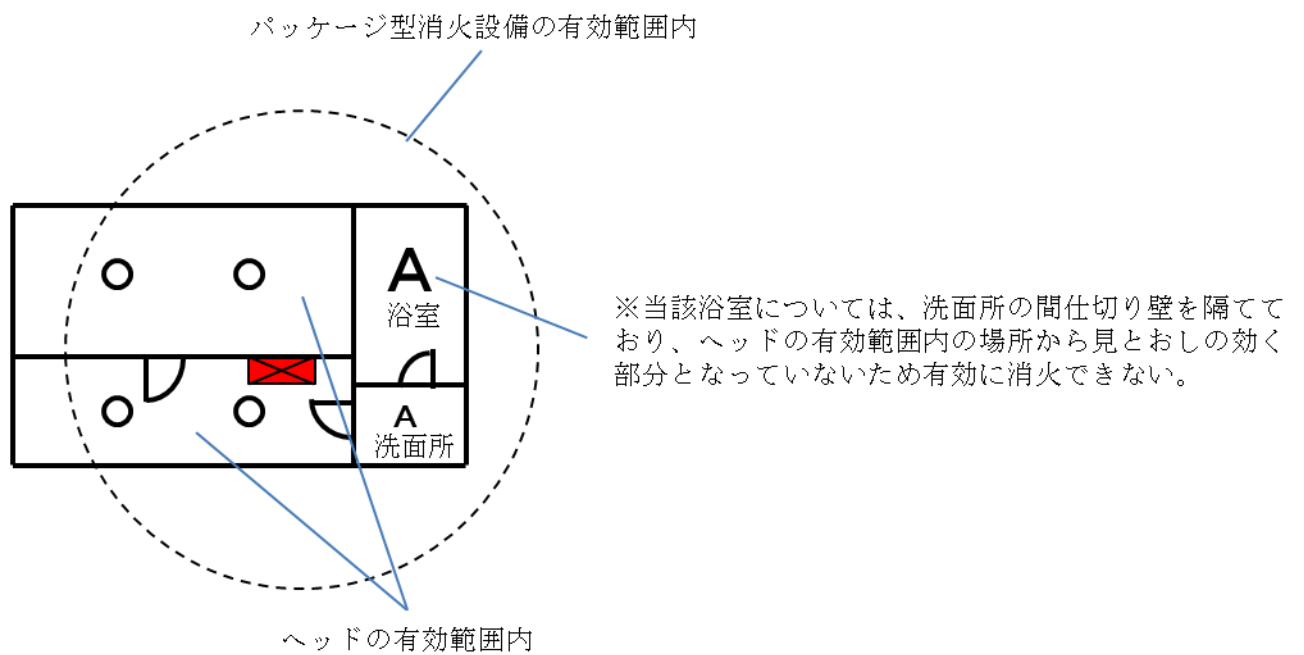 パッケージ型消火設備の有効範囲内
A
浴室
※当該浴室については、洗面所の間仕切り壁を隔てて
おり、ヘッドの有効範囲内の場所から見とおしの効く
部分となっていないため有効に消火できない。
A
洗面所
ヘッドの有効範囲内